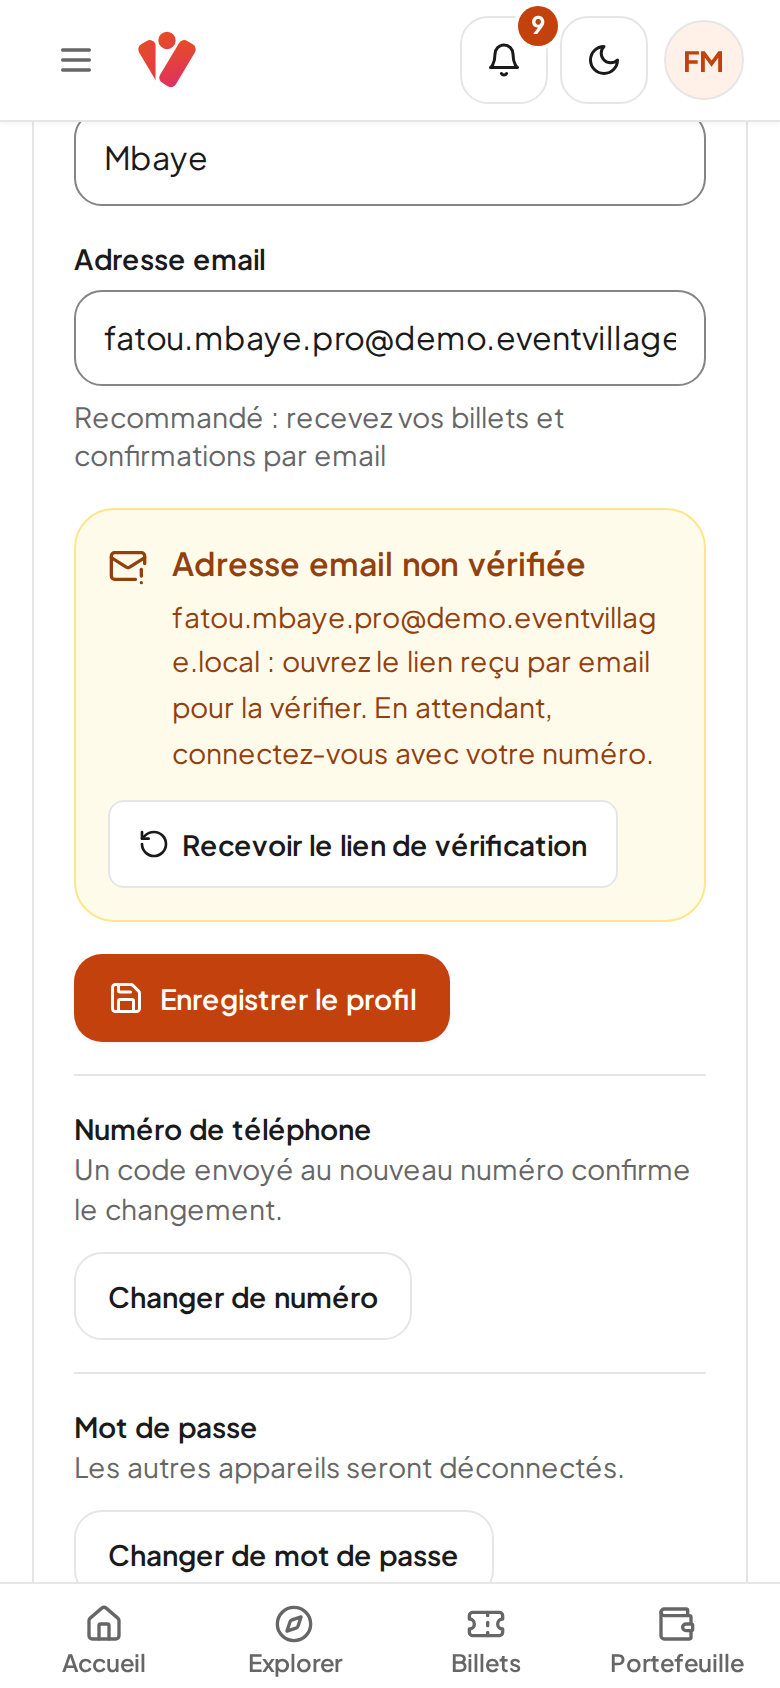 9
FM
Mbaye
Adresse email
fatou.mbaye.pro@demo.eventvillage
Recommandé : recevez vos billets et
confirmations par email
Adresse email non vérifiée
fatou.mbaye.pro@demo.eventvillag
e.local : ouvrez le lien reçu par email
pour la vérifier. En attendant,
connectez-vous avec votre numéro.
Recevoir le lien de vérification
Enregistrer le profil
Numéro de téléphone
Un code envoyé au nouveau numéro confirme
le changement.
Changer de numéro
Mot de passe
Les autres appareils seront déconnectés.
Changer de mot de passe
Accueil
Explorer
Billets
Portefeuille